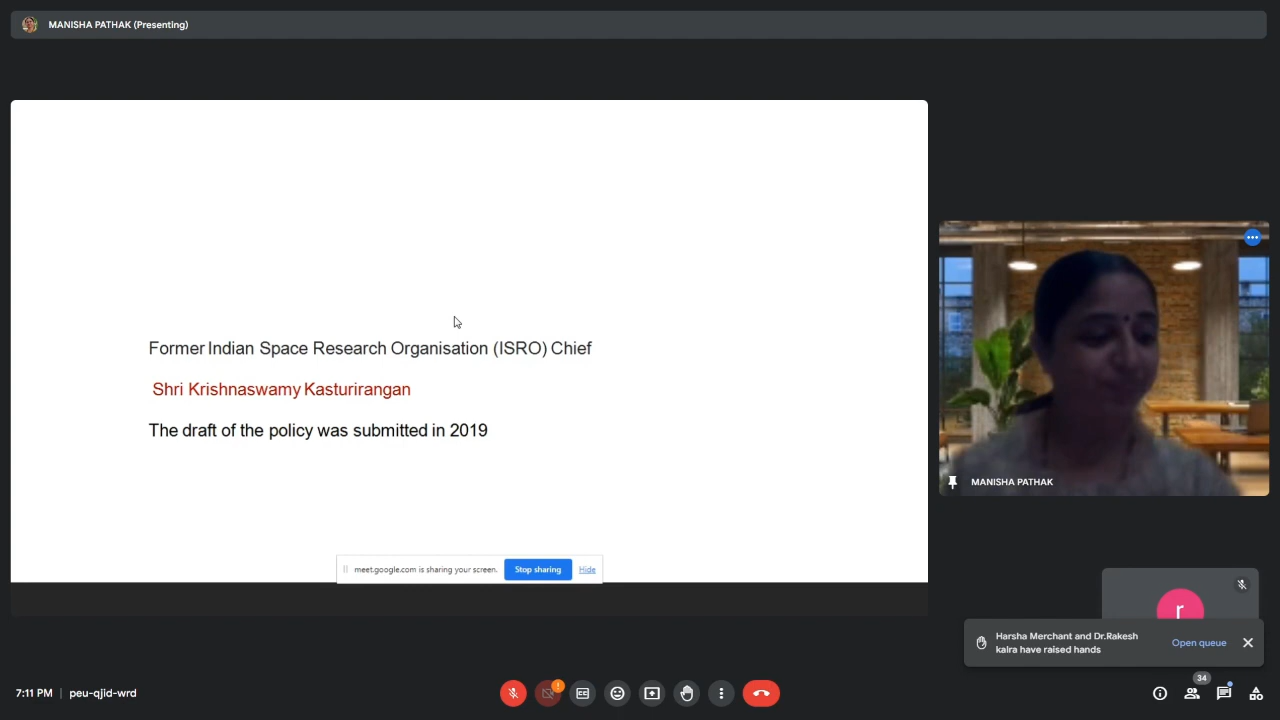 MANISHA PATHAK (Presenting)
Former Indian Space Research Organisation (ISRO) Chief
Shri Krishnaswamy Kasturirangan
The draft of the policy was submitted in 2019
meet.google.com is sharing your screen.
Stop sharing
Hide
MANISHA PATHAK
r
Harsha Merchant and Dr.Rakesh
kalra have raised hands
Open queue
34
7:11 PM | peu-qjid-wrd